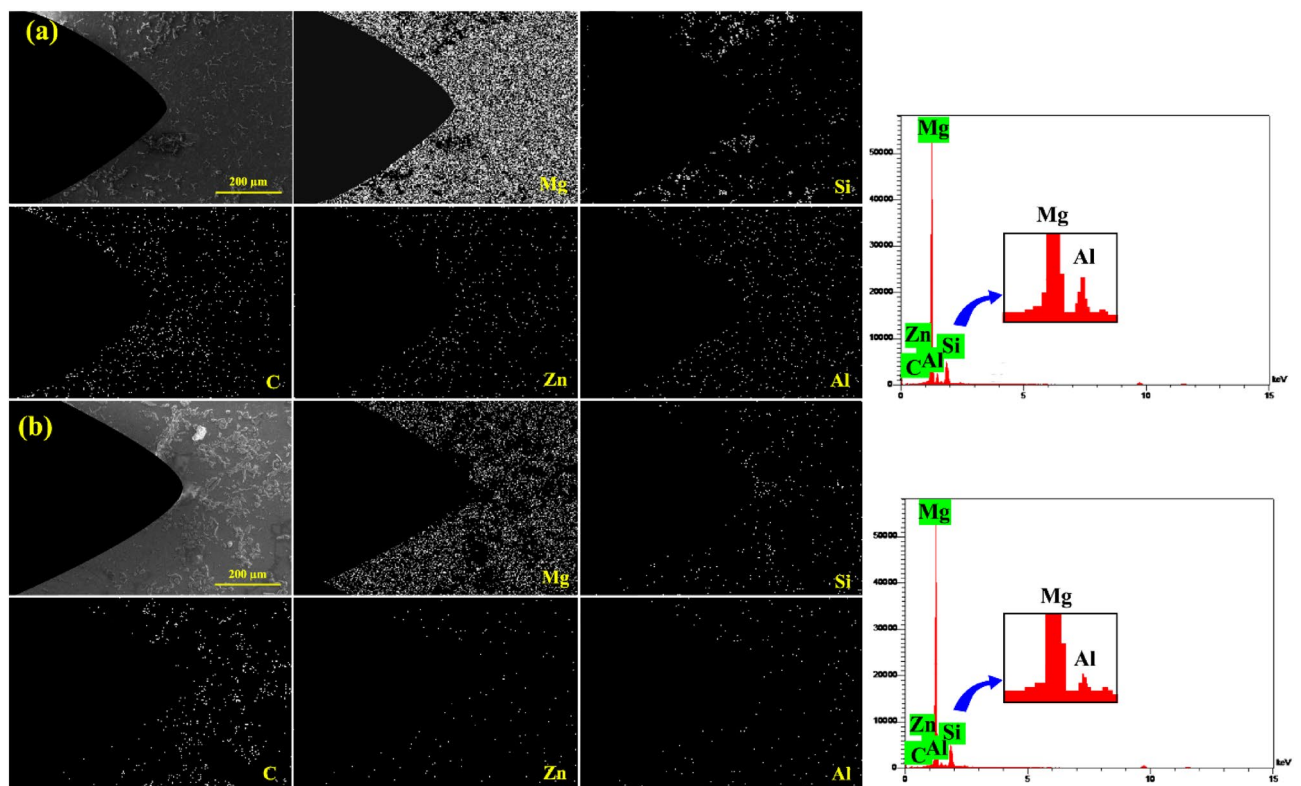 (a)
200 μm
Mg
Si
C
Zn
Al
Mg
50000
40000
30000
20000
10000
0
Zn
C
Al
Si
0
5
10
15
keV
Mg
Al
(b)
200 μm
Mg
Si
C
Zn
Al
Mg
50000
40000
30000
20000
10000
0
Zn
C
Al
Si
0
5
10
15
keV
Mg
Al